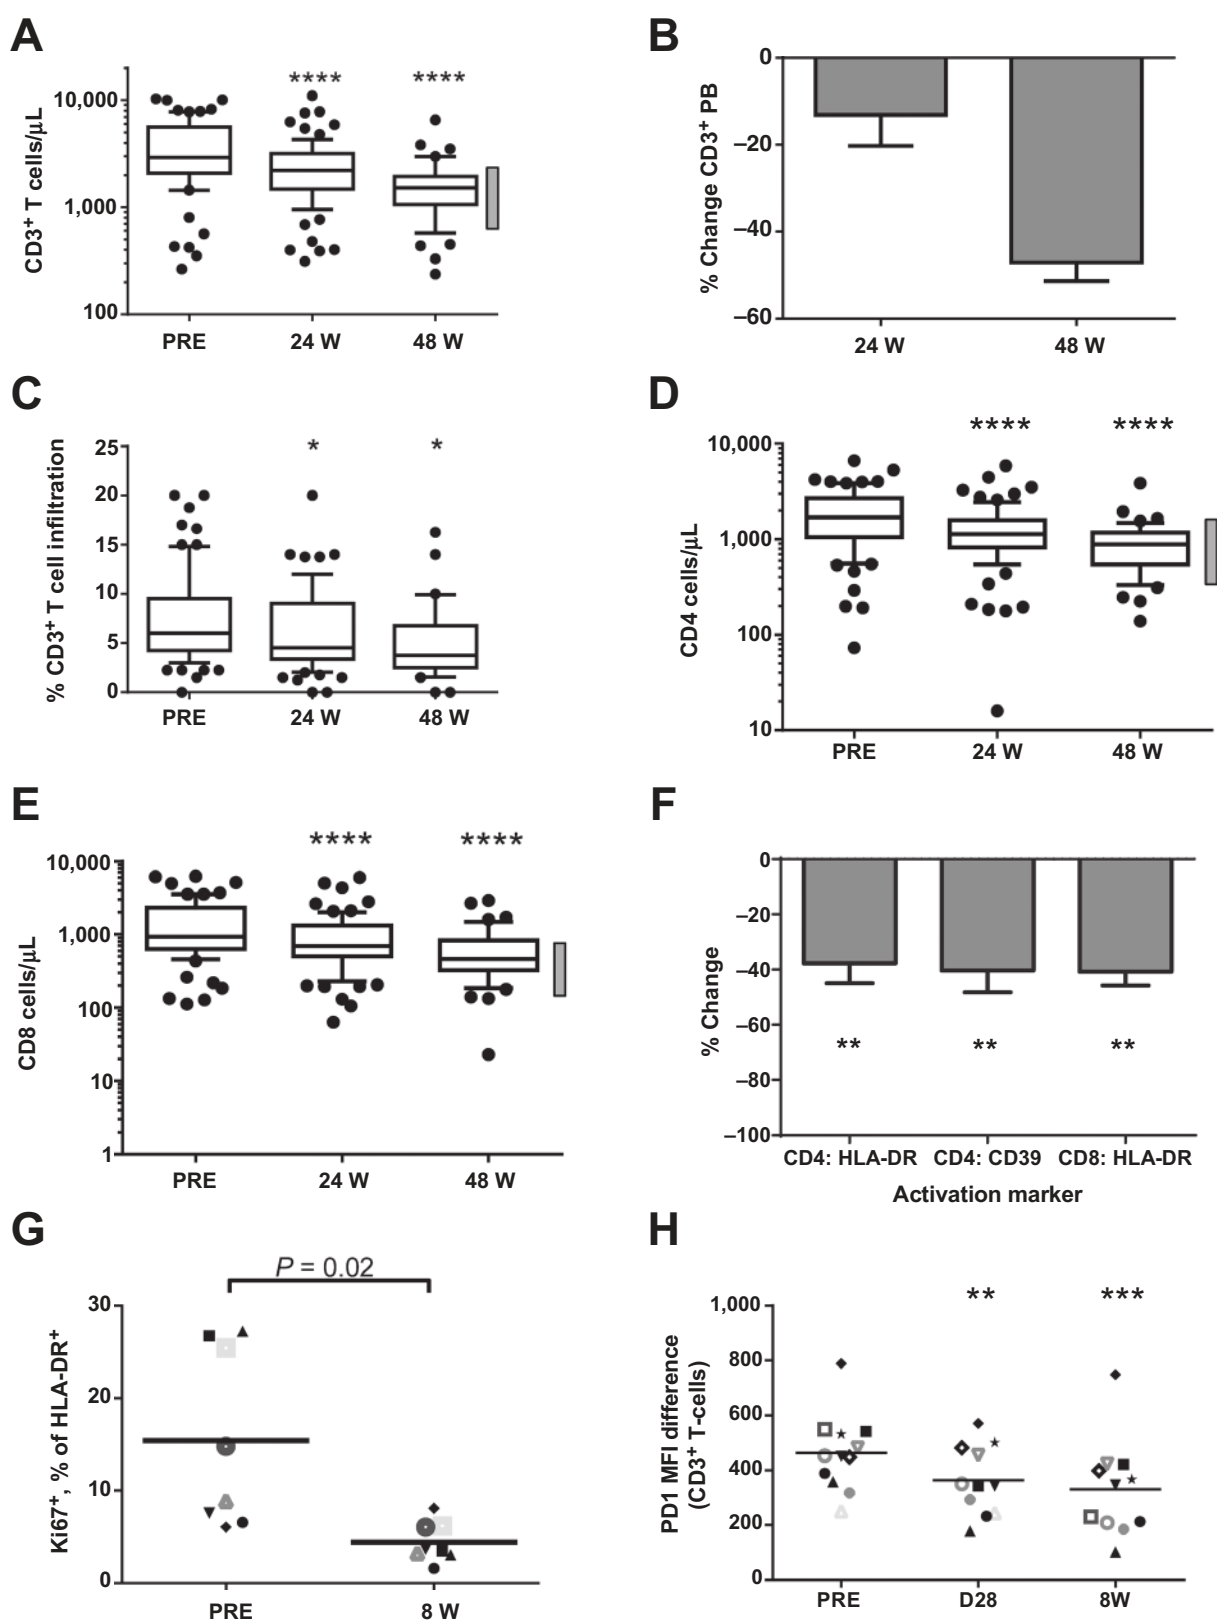 A
CD3+ T cells/μL
10,000
1,000
100
**** ****
PRE 24 W 48 W
B
% Change CD3+ PB
0
–20
–40
–60
24 W 48 W
C
% CD3+ T cell infiltration
25
20
15
10
5
0
* *
PRE 24 W 48 W
D
CD4 cells/μL
10,000
1,000
100
10
**** ****
PRE 24 W 48 W
E
CD8 cells/μL
10,000
1,000
100
10
1
**** ****
PRE 24 W 48 W
F
% Change
0
–20
–40
–60
–80
–100
** ** **
CD4: HLA-DR CD4: CD39 CD8: HLA-DR
Activation marker
G
Ki67+, % of HLA-DR+
P = 0.02
30
20
10
0
PRE 8 W
H
PD1 MFI difference
(CD3+ T-cells)
1,000
800
600
400
200
0
** ***
PRE D28 8W